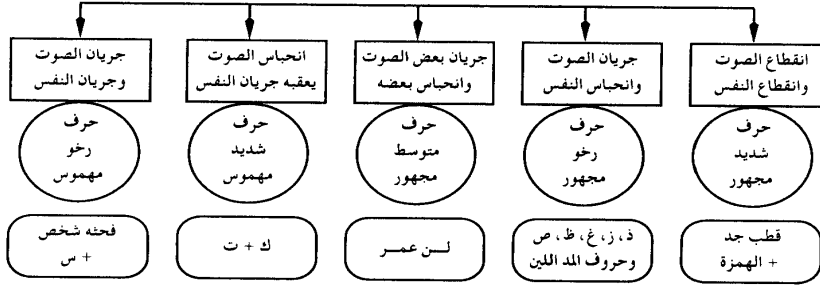 انقطاع الصوت
وانقطاع النفس
جريان الصوت
وانحباس النفس
جريان بعض الصوت
وانحباس بعضه
انحباس الصوت
يعقبه جريان النفس
جريان الصوت
وجريان النفس
حرف
شديد
مجهور
حرف
رخو
مجهور
حرف
متوسط
مجهور
حرف
شديد
مهموس
حرف
رخو
مهموس
قطب جد
+ الهمزة
ذ، ز، غ، ظ، ص
وحروف المد اللين
لــن عمــر
ك + ت
فحثه شخص
+ س